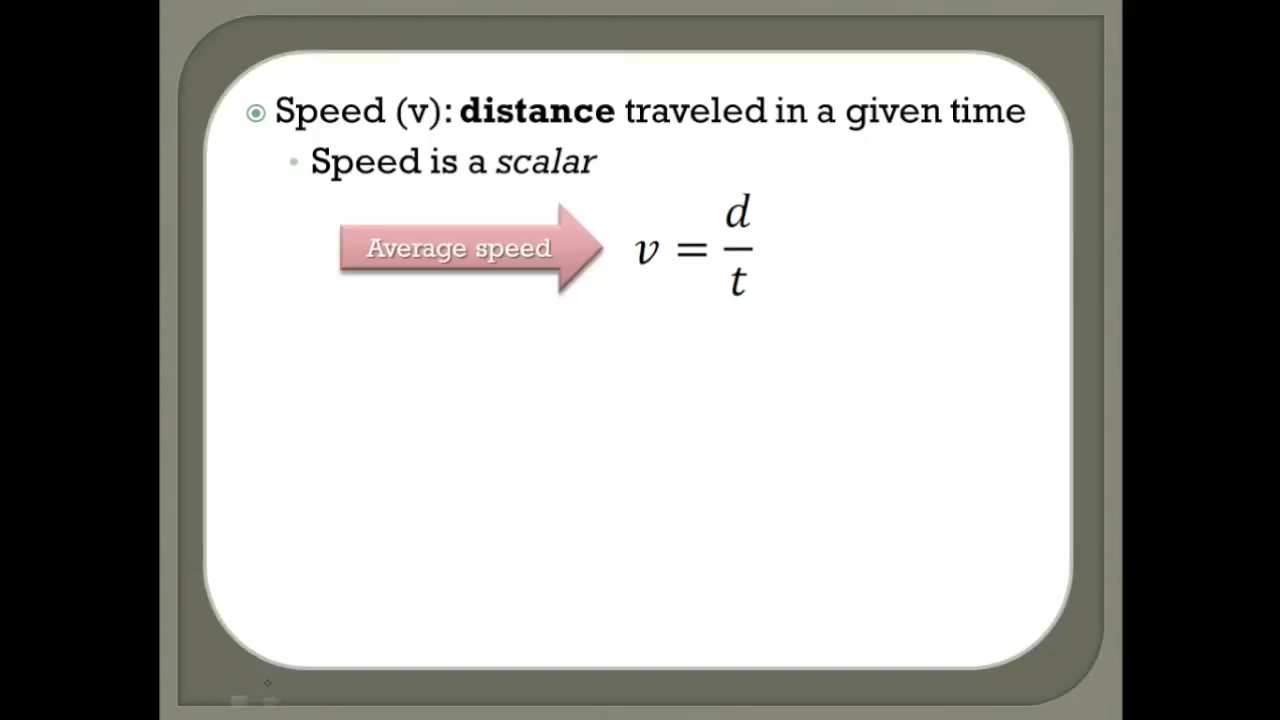 Speed (v): distance traveled in a given time
Speed is a scalar
Average speed
v = d/t